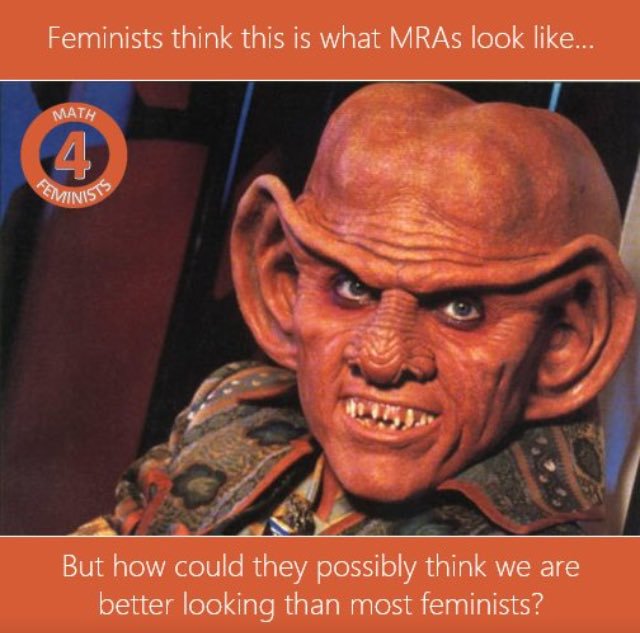 Feminists think this is what MRAs look like...
MATH
4
FEMINISTS
But how could they possibly think we are
better looking than most feminists?